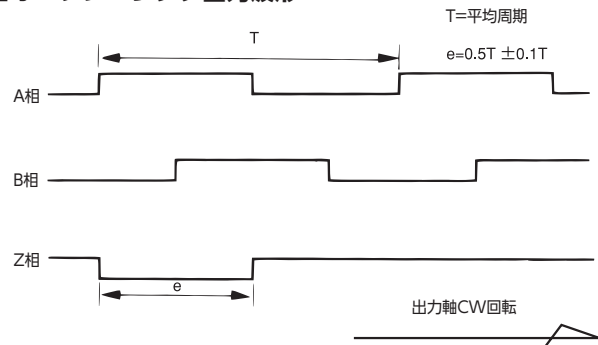 T=平均周期
T
e=0.5T ±0.1T
A相
B相
Z相
e
出力軸CW回転